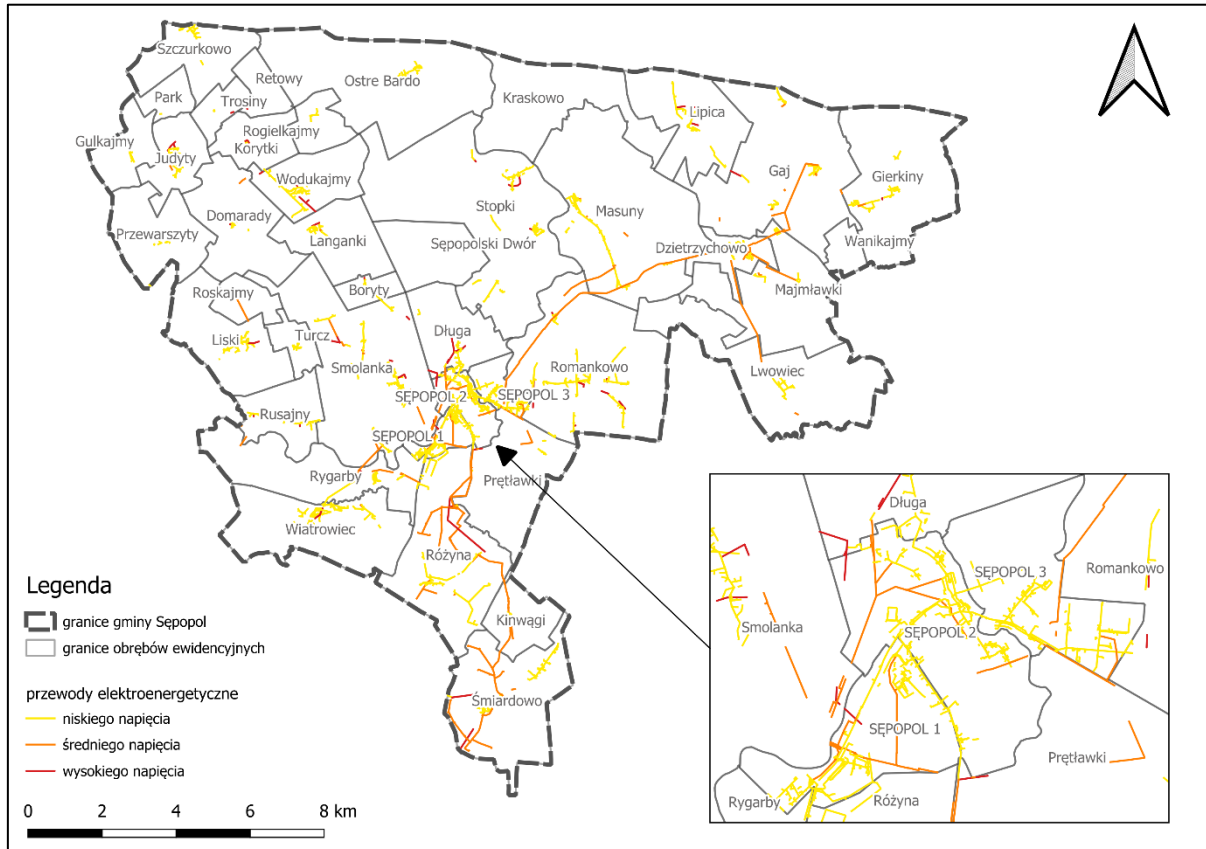 Szczurkowo
Ostre Bardo
Retowy
Park
Trosiny
Kraskowo
Lipica
Rogielkajmy
Gulkajmy
Korytki
Judyty
Wodukajmy
Gaj
Gierkiny
Stopki
Masuny
Domarady
Przewarszyty
Langanki
Sępopolski Dwór
Dzietrzychowo
Wanikajmy
Boryty
Majmławki
Roskajmy
Długa
Liski
Turcz
Smolanka
Romankowo
Lwowiec
SĘPOPOL 2
SĘPOPOL 3
Rusajny
SĘPOPOL 1
Rygarby
Prętławki
Wiatrowiec
Różyna
Kinwągi
Śmiardowo
Legenda
granice gminy Sępopol
granice obrębów ewidencyjnych
przewody elektroenergetyczne
niskiego napięcia
średniego napięcia
wysokiego napięcia
0 2 4 6 8 km
Długa
SĘPOPOL 3
Romankowo
Smolanka
SĘPOPOL 2
SĘPOPOL 1
Prętławki
Rygarby
Różyna